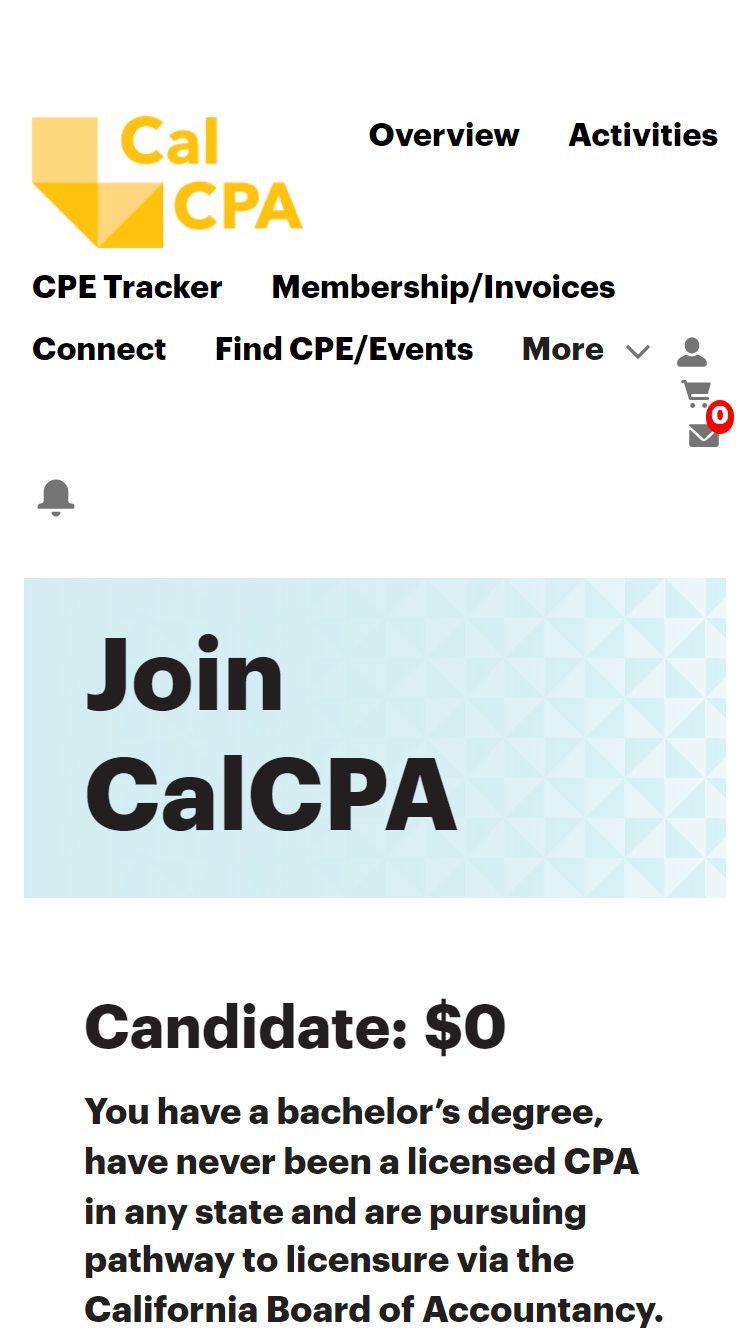 Cal
CPA
Overview Activities
CPE Tracker Membership/Invoices
Connect Find CPE/Events More
0
Join
CalCPA
Candidate: $0
You have a bachelor’s degree,
have never been a licensed CPA
in any state and are pursuing
pathway to licensure via the
California Board of Accountancy.